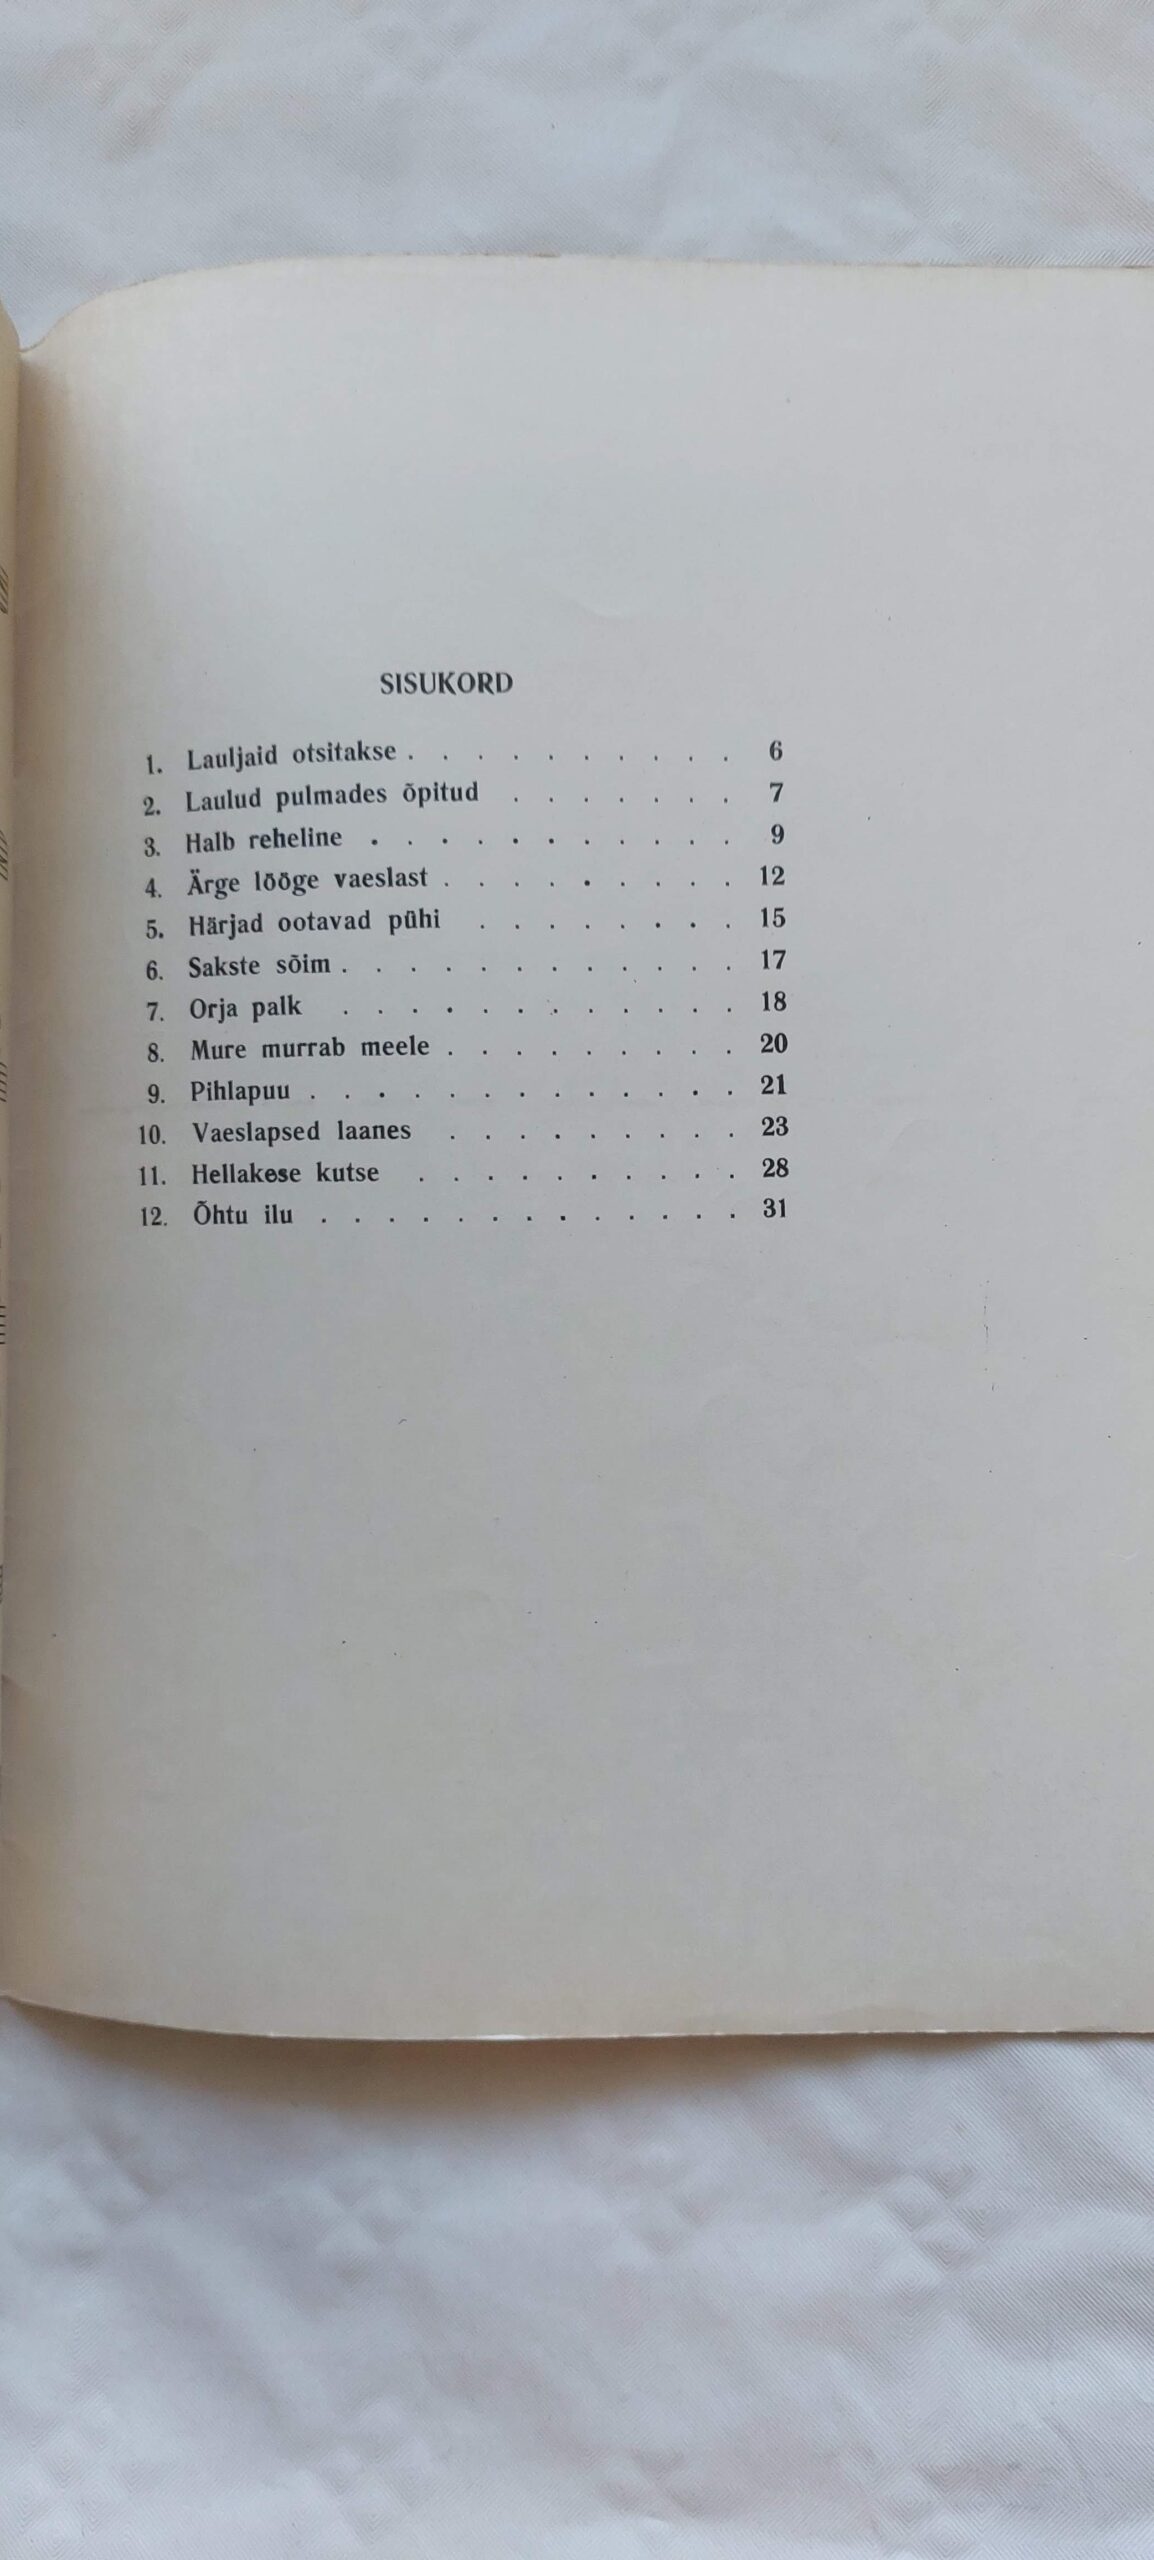 SISUKORD
1. Lauljaid otsitakse . . . . . . . . . . 6
2. Laulud pulmades õpitud . . . . . . . 7
3. Halb reheline . . . . . . . . . . . 9
4. Ärge lööge vaeslast . . . . . . . . . 12
5. Härjad ootavad pühi . . . . . . . . 15
6. Sakste sõim . . . . . . . . . . . . 17
7. Orja palk . . . . . . . . . . . . 18
8. Mure murrab meele . . . . . . . . . 20
9. Pihlapuu . . . . . . . . . . . . . 21
10. Vaeslapsed laanes . . . . . . . . . 23
11. Hellakese kutse . . . . . . . . . . 28
12. Õhtu ilu . . . . . . . . . . . . . 31